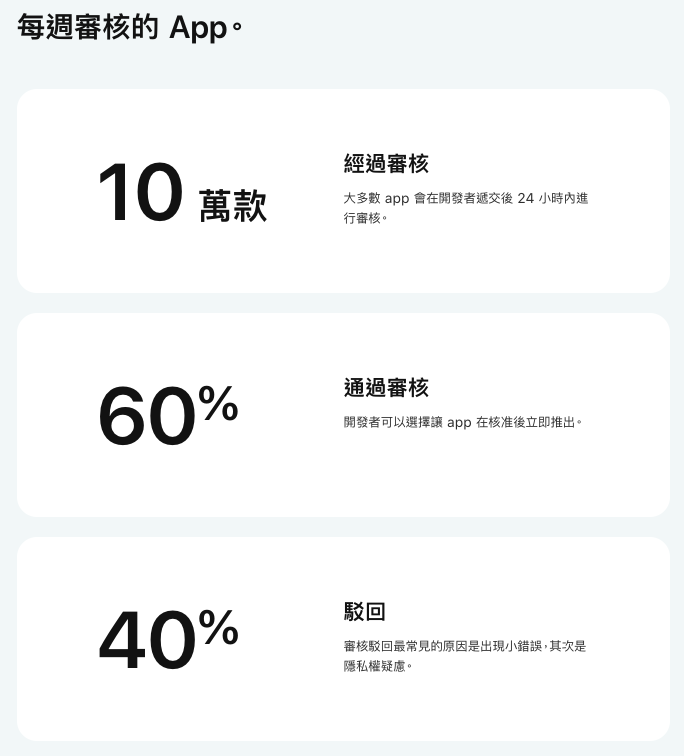 每週審核的 App。
10 萬款
經過審核
大多數 app 會在開發者遞交後 24 小時內進
行審核。
60%
通過審核
開發者可以選擇讓 app 在核准後立即推出。
40%
駁回
審核駁回最常見的原因是出現小錯誤，其次是
隱私權疑慮。